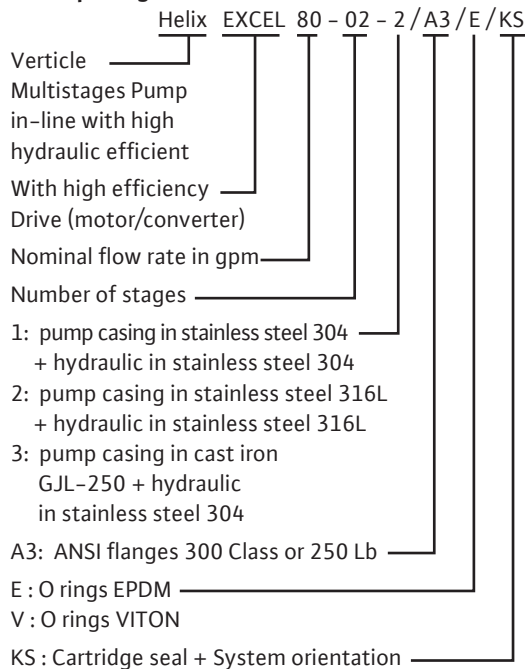 Helix EXCEL 80 - 02 - 2 / A3 / E / KS
Verticle
Multistages Pump
in-line with high
hydraulic efficient
With high efficiency
Drive (motor/converter)
Nominal flow rate in gpm
Number of stages
1: pump casing in stainless steel 304
+ hydraulic in stainless steel 304
2: pump casing in stainless steel 316L
+ hydraulic in stainless steel 316L
3: pump casing in cast iron
GJL-250 + hydraulic
in stainless steel 304
A3: ANSI flanges 300 Class or 250 Lb
E : O rings EPDM
V : O rings VITON
KS : Cartridge seal + System orientation